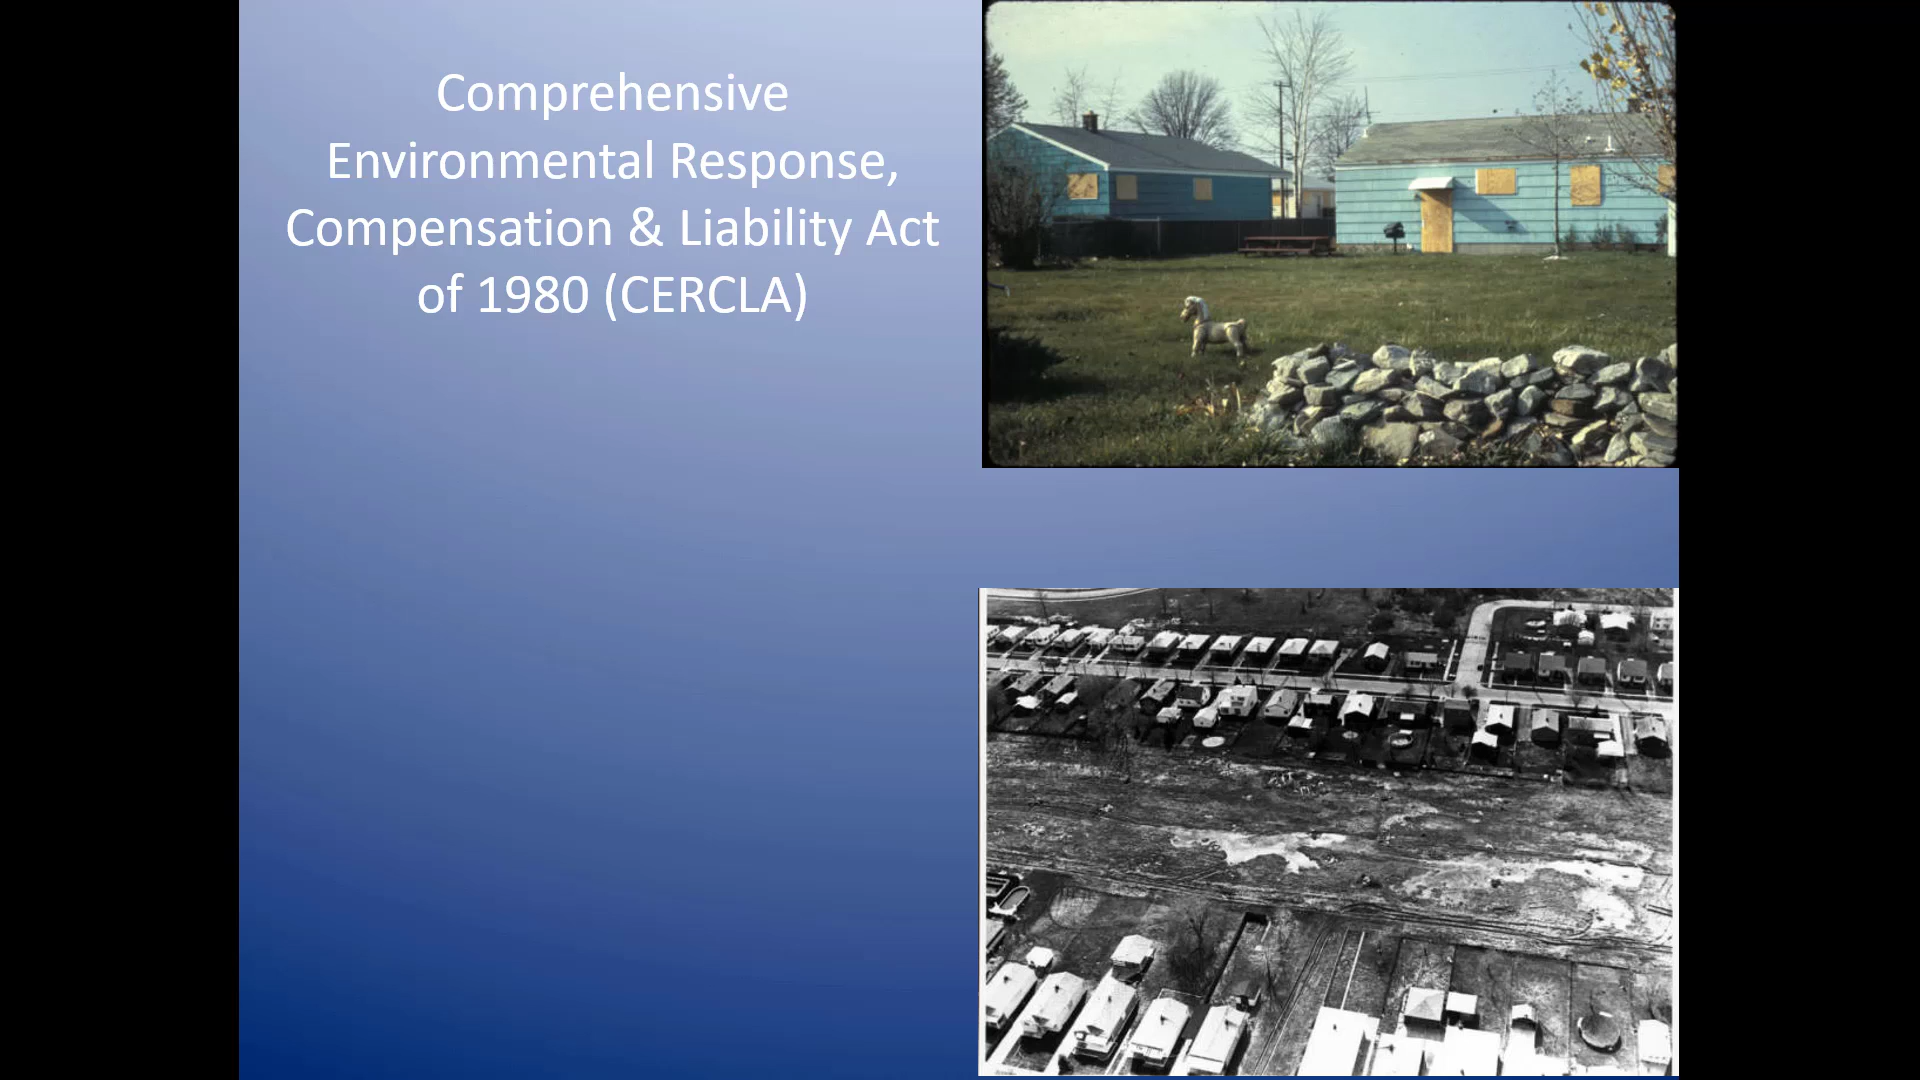 Comprehensive
Environmental Response,
Compensation & Liability Act
of 1980 (CERCLA)